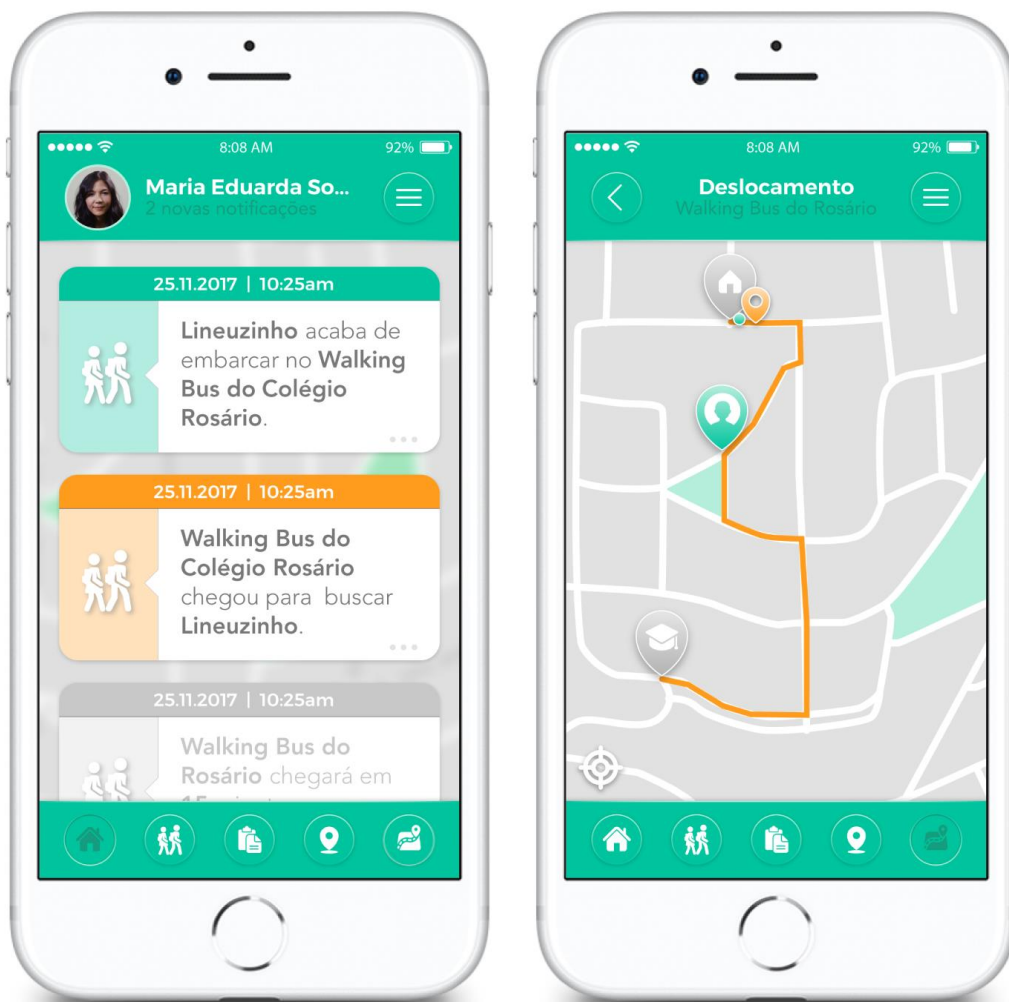 8:08 AM
92%
Maria Eduarda So...
2 novas notificações
25.11.2017 | 10:25am
Lineuzinho acaba de
embarcar no Walking
Bus do Colégio
Rosário.
25.11.2017 | 10:25am
Walking Bus do
Colégio Rosário
chegou para buscar
Lineuzinho.
25.11.2017 | 10:25am
Walking Bus do
Rosário chegará em
8:08 AM
92%
Deslocamento
Walking Bus do Rosário